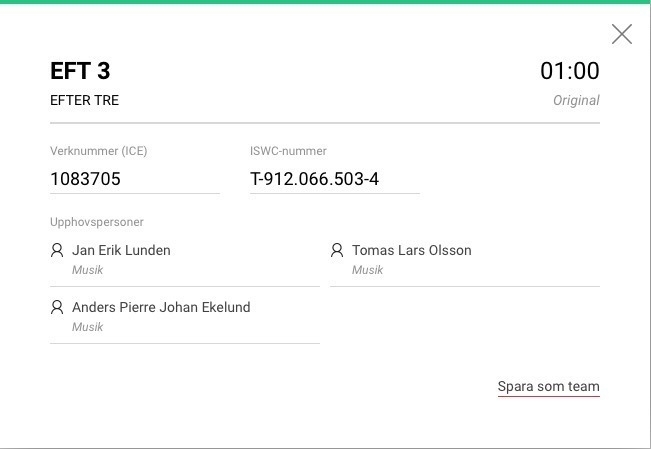 EFT 3
01:00
EFTER TRE
Original
Verknummer (ICE)
ISWC-nummer
1083705
T-912.066.503-4
Upphovspersoner
Jan Erik Lunden
Tomas Lars Olsson
Musik
Musik
Anders Pierre Johan Ekelund
Musik
Spara som team